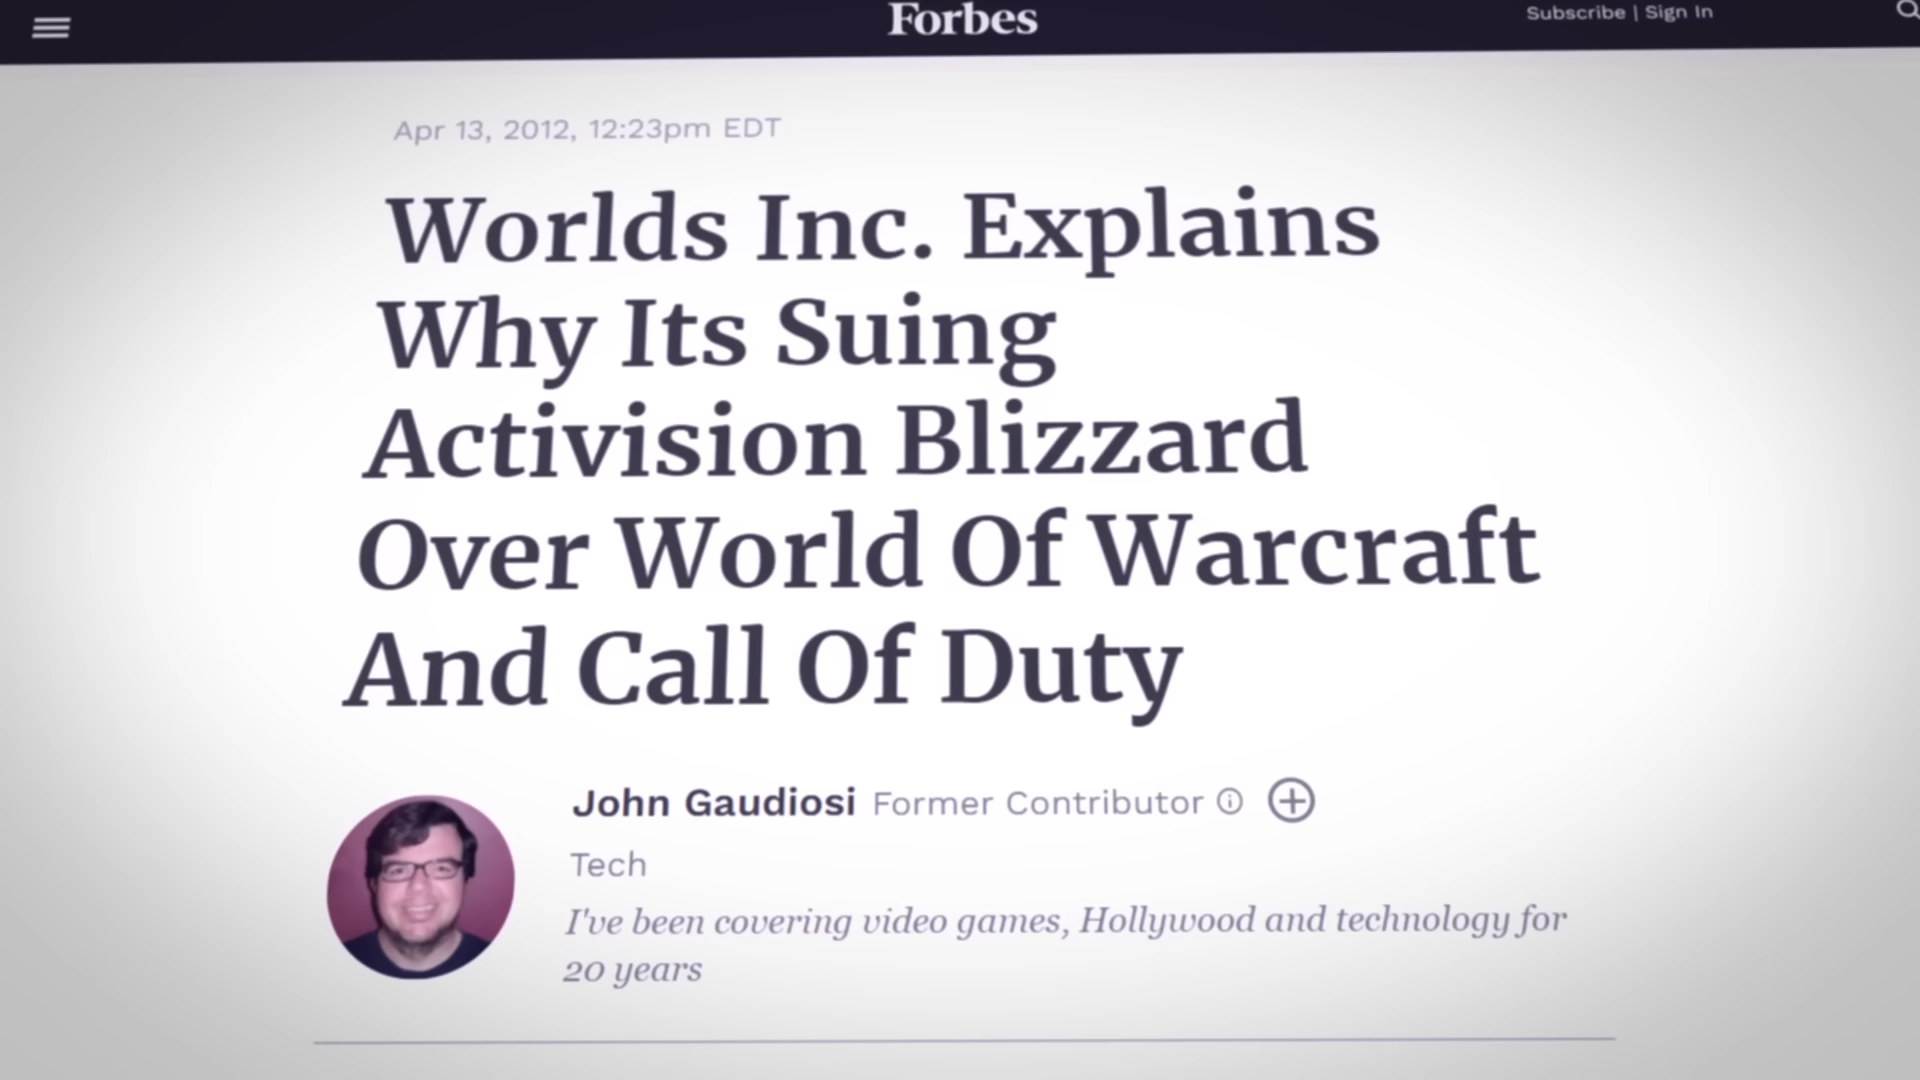 Forbes
Subscribe | Sign In
Apr 13, 2012, 12:23pm EDT
Worlds Inc. Explains
Why Its Suing
Activision Blizzard
Over World Of Warcraft
And Call Of Duty
John Gaudiosi Former Contributor
Tech
I've been covering video games, Hollywood and technology for
20 years